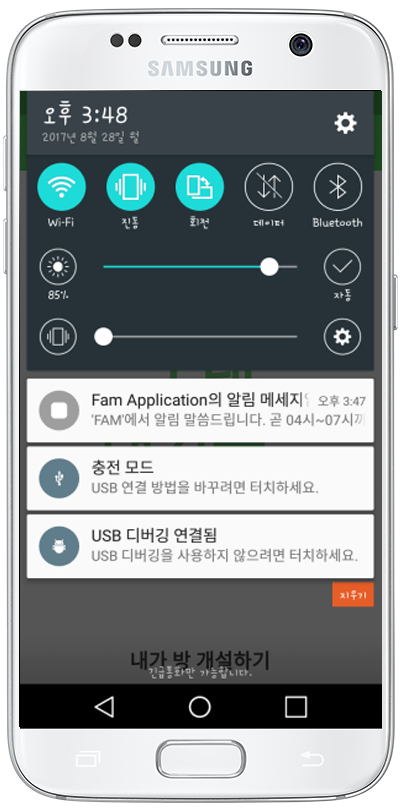 SAMSUNG
오후 3:48
2017년 8월 28일 월
Wi-Fi 진동 회전 데이터 Bluetooth
85% 자동
Fam Application의 알림 메세지 오후 3:47
'FAM'에서 알림 말씀드립니다. 곧 04시~07시까
충전 모드
USB 연결 방법을 바꾸려면 터치하세요.
USB 디버깅 연결됨
USB 디버깅을 사용하지 않으려면 터치하세요.
지우기
내가 방 개설하기
긴급통화만 가능합니다.